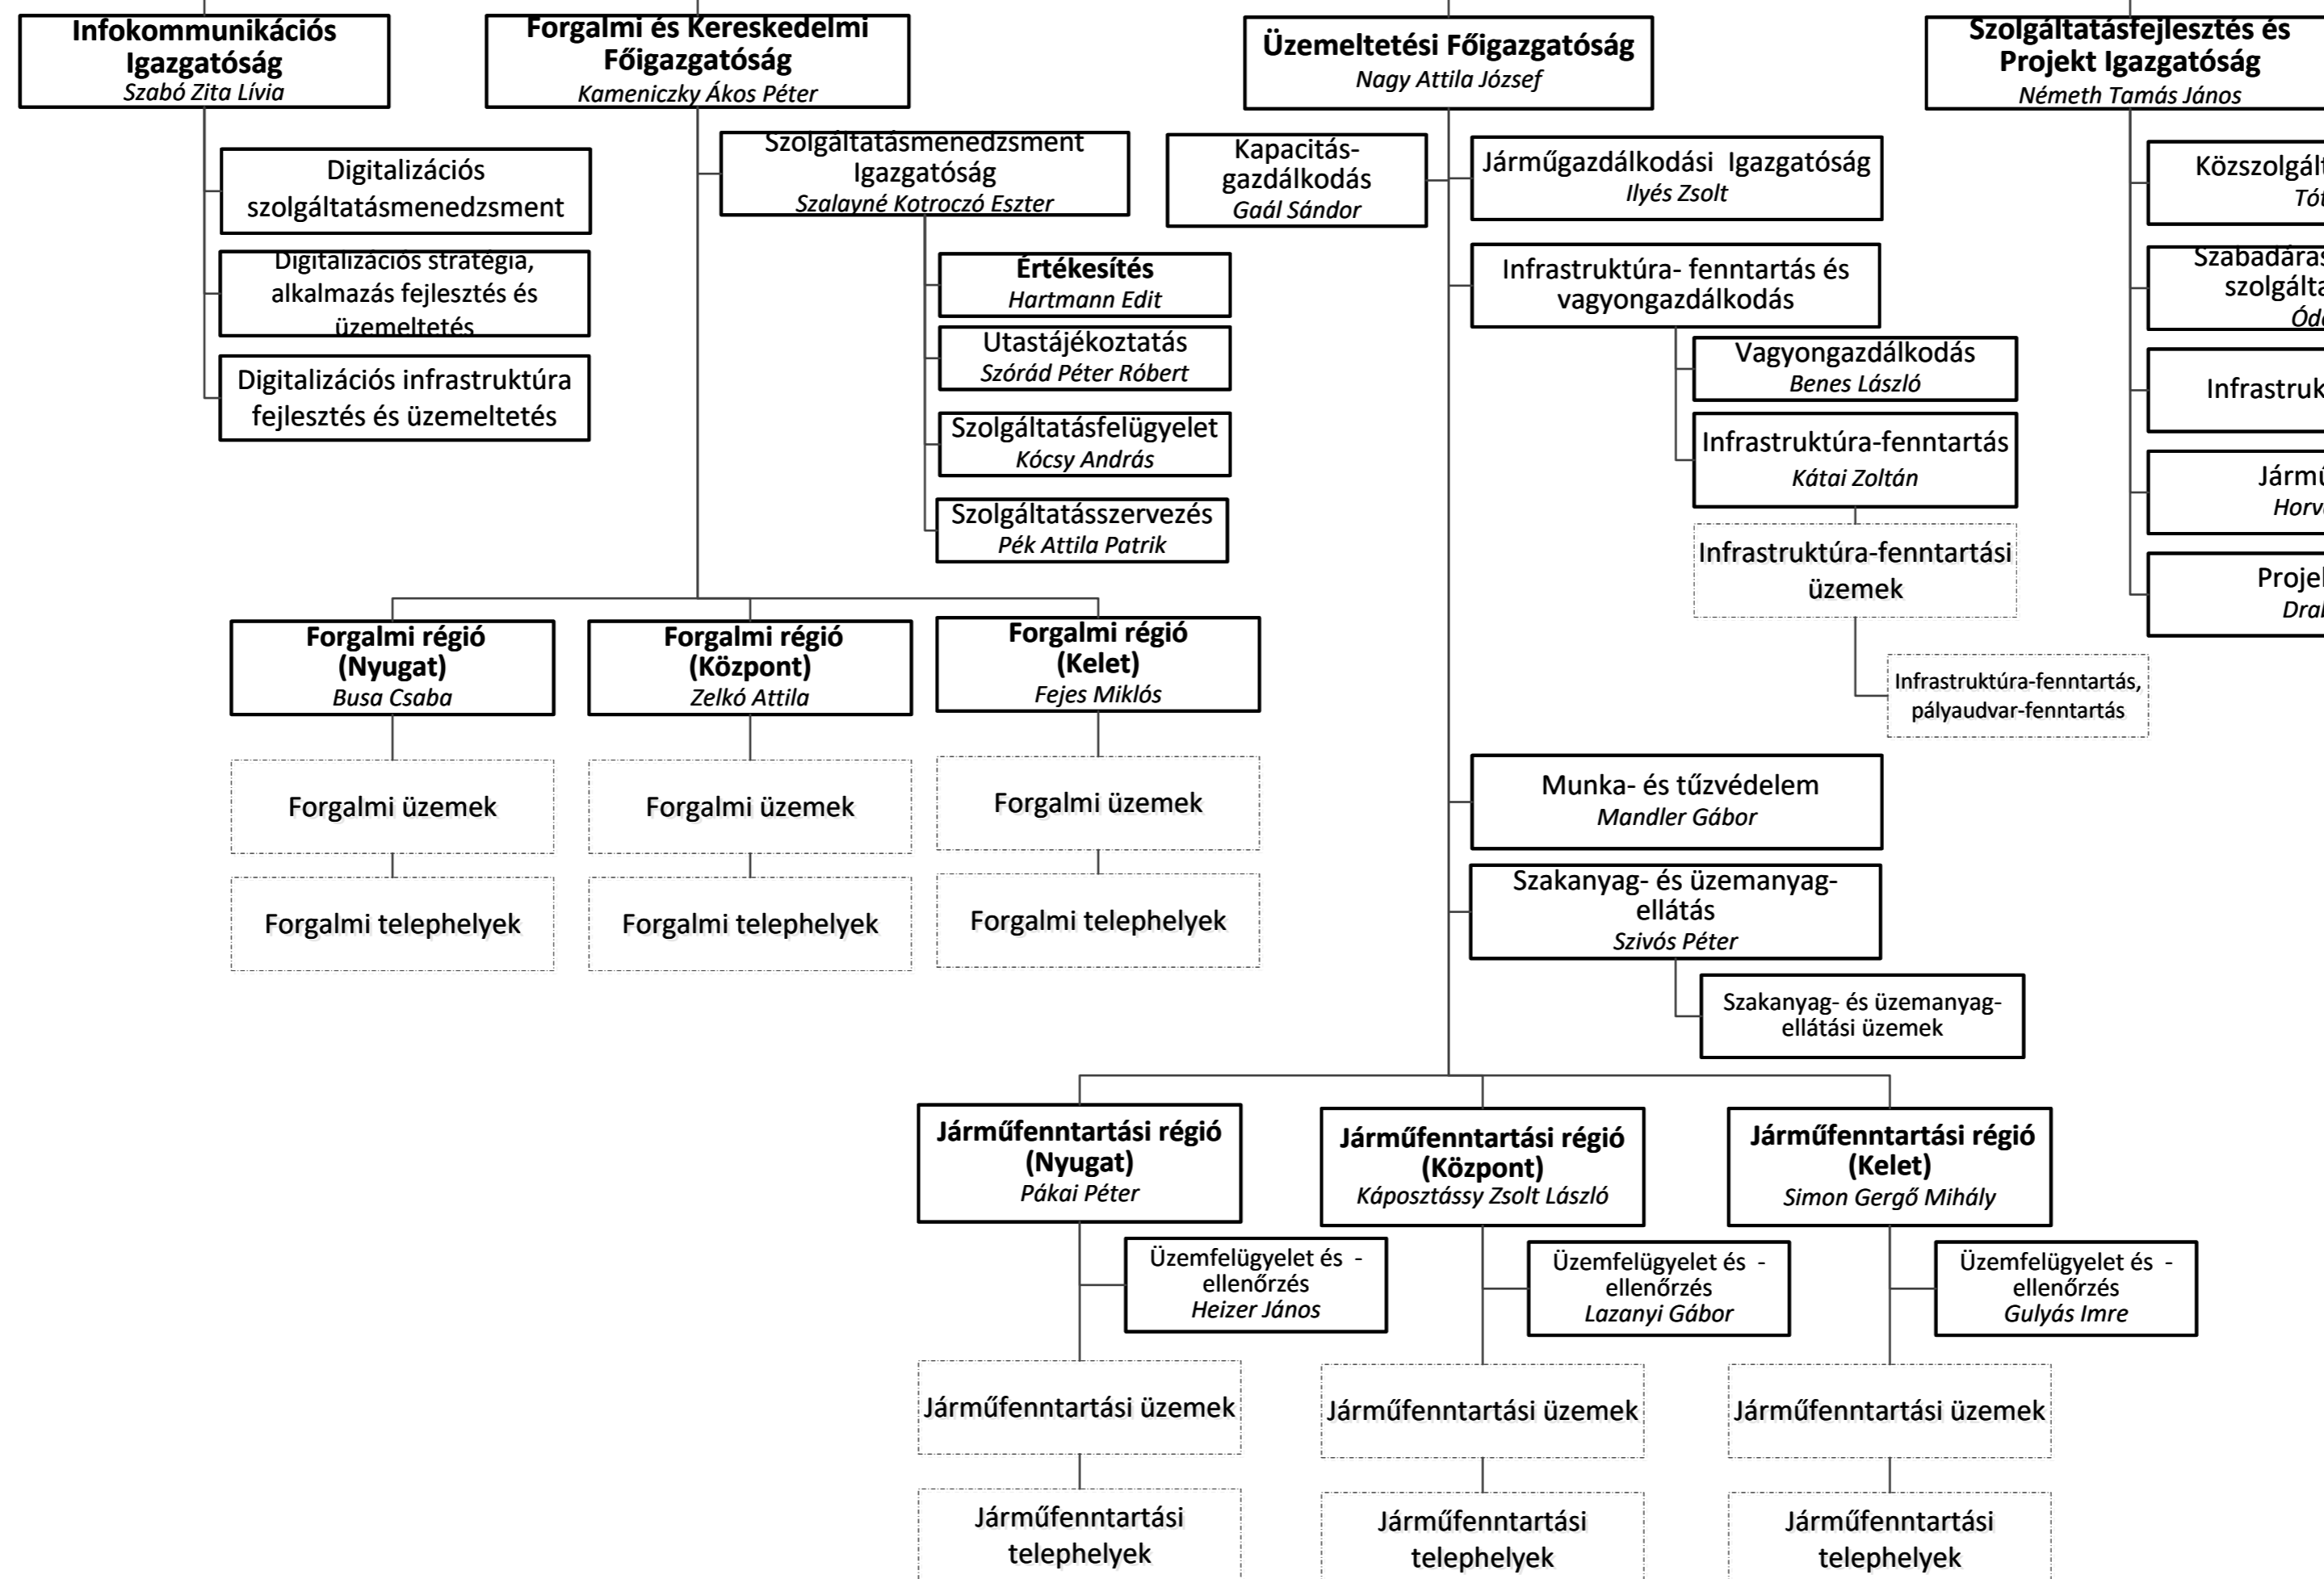 Infokommunikációs
Igazgatóság
Szabó Zita Lívia
Forgalmi és Kereskedelmi
Főigazgatóság
Kameniczky Ákos Péter
Üzemeltetési Főigazgatóság
Nagy Attila József
Szolgáltatásfejlesztés és
Projekt Igazgatóság
Németh Tamás János
Digitalizációs
szolgáltatásmenedzsment
Digitalizációs stratégia,
alkalmazás fejlesztés és
üzemeltetés
Digitalizációs infrastruktúra
fejlesztés és üzemeltetés
Szolgáltatásmenedzsment
Igazgatóság
Szalayné Kotroczó Eszter
Értékesítés
Hartmann Edit
Utastájékoztatás
Szórád Péter Róbert
Szolgáltatásfelügyelet
Kócsy András
Szolgáltatásszervezés
Pék Attila Patrik
Forgalmi régió
(Nyugat)
Busa Csaba
Forgalmi régió
(Központ)
Zelkó Attila
Forgalmi régió
(Kelet)
Fejes Miklós
Forgalmi üzemek
Forgalmi üzemek
Forgalmi üzemek
Forgalmi telephelyek
Forgalmi telephelyek
Forgalmi telephelyek
Kapacitás-
gazdálkodás
Gaál Sándor
Járműgazdálkodási Igazgatóság
Ilyés Zsolt
Infrastruktúra- fenntartás és
vagyongazdálkodás
Vagyongazdálkodás
Benes László
Infrastruktúra-fenntartás
Kátai Zoltán
Infrastruktúra-fenntartási
üzemek
Infrastruktúra-fenntartás,
pályaudvar-fenntartás
Munka- és tűzvédelem
Mandler Gábor
Szakanyag- és üzemanyag-
ellátás
Szivós Péter
Szakanyag- és üzemanyag-
ellátási üzemek
Járműfenntartási régió
(Nyugat)
Pákai Péter
Járműfenntartási régió
(Központ)
Káposztássy Zsolt László
Járműfenntartási régió
(Kelet)
Simon Gergő Mihály
Üzemfelügyelet és -
ellenőrzés
Heizer János
Üzemfelügyelet és -
ellenőrzés
Lazanyi Gábor
Üzemfelügyelet és -
ellenőrzés
Gulyás Imre
Járműfenntartási üzemek
Járműfenntartási üzemek
Járműfenntartási üzemek
Járműfenntartási
telephelyek
Járműfenntartási
telephelyek
Járműfenntartási
telephelyek